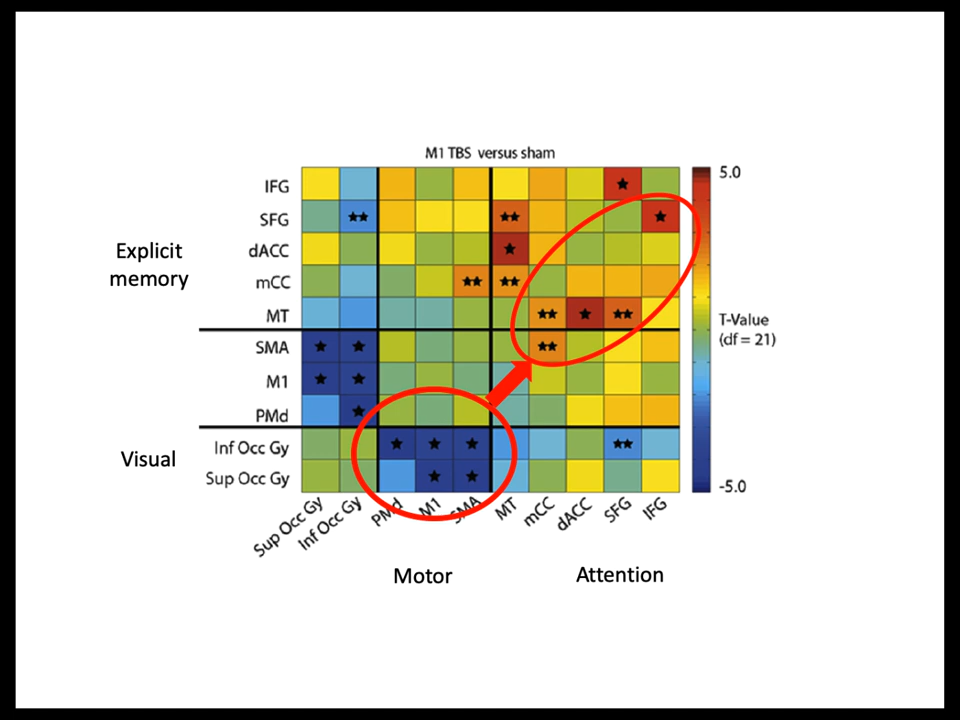 M1 TBS versus sham
IFG
SFG
dACC
mCC
MT
SMA
M1
PMd
Inf Occ Gy
Sup Occ Gy
Explicit
memory
Visual
★
★★
★★
★
★
★★
★★
★★
★
★★
★
★
★★
★
★
★
★
★
★
★
★★
★
★
5.0
T-Value
(df = 21)
-5.0
Sup Occ Gy
Inf Occ Gy
PMd
M1
SMA
MT
mCC
dACC
SFG
IFG
Motor
Attention